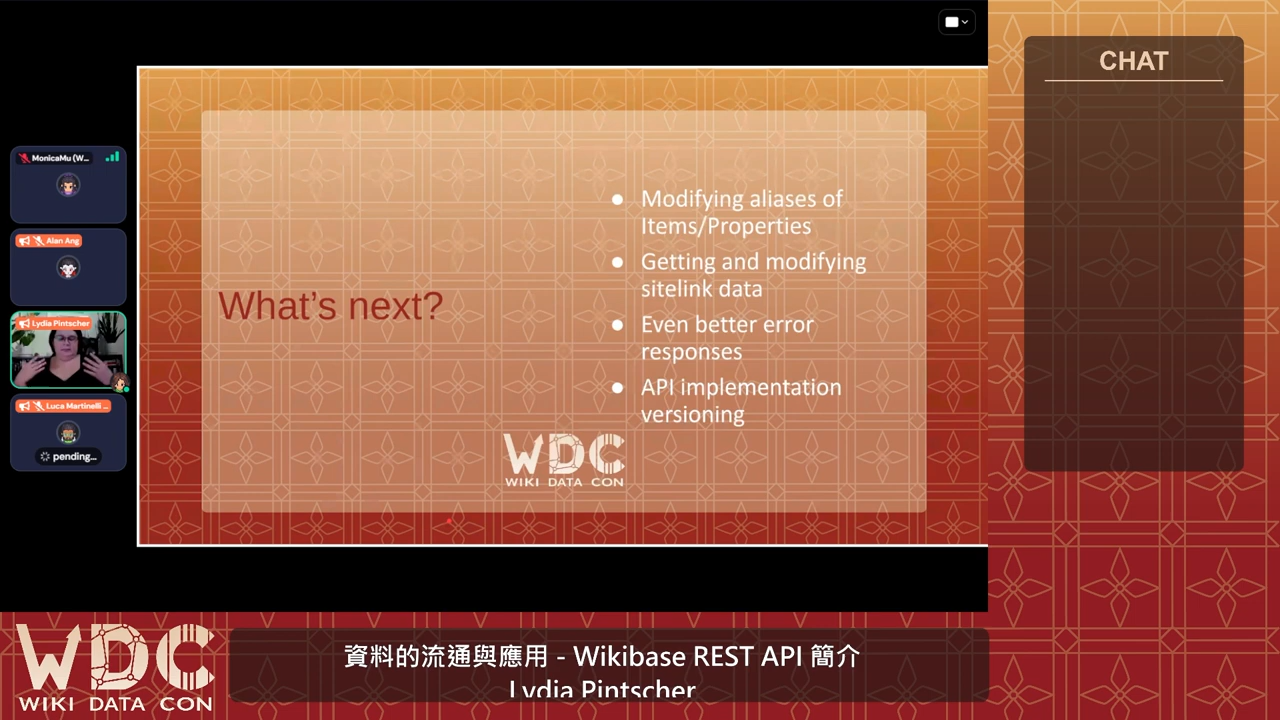 CHAT
MonicaMu (W...
Alan Ang
Lydia Pintscher
Luca Martinelli ...
pending...
What's next?
Modifying aliases of
Items/Properties
Getting and modifying
sitelink data
Even better error
responses
API implementation
versioning
WDC
WIKI DATA CON
WDC
WIKI DATA CON
資料的流通與應用 - Wikibase REST API 簡介
Lydia Pintscher